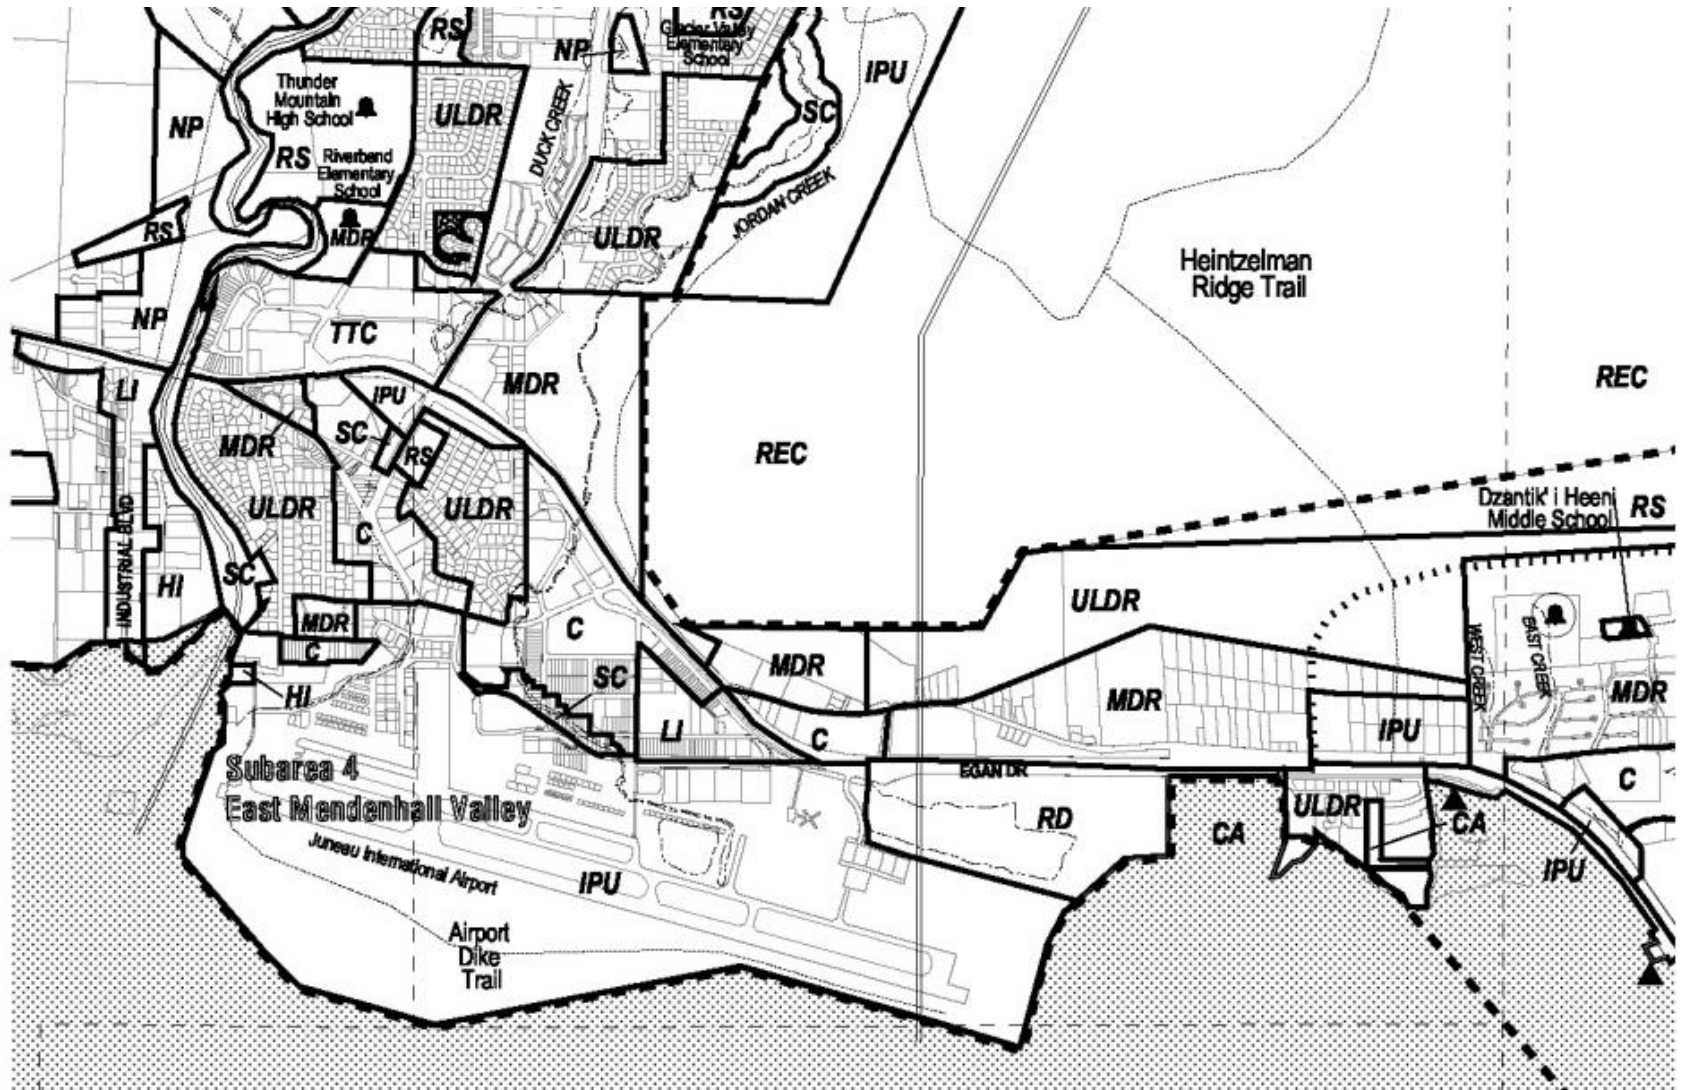 RS
RS
NP
Glacier Valley
Elementary
School
IPU
Thunder
Mountain
High School
ULDR
SC
NP
DUCK CREEK
RS
Riverbend
Elementary
School
JORDAN CREEK
RS
MDR
ULDR
Heintzelman
Ridge Trail
NP
TTC
REC
LI
IPU
MDR
SC
MDR
RS
REC
ULDR
ULDR
C
Dzantik' i Heeni
Middle School
RS
INDUSTRIAL BLVD
HI
SC
ULDR
MDR
C
WEST CREEK
EAST CREEK
C
MDR
SC
HI
MDR
MDR
LI
C
IPU
Subarea 4
East Mendenhall Valley
EGAN DR
C
ULDR
RD
CA
CA
Juneau International Airport
IPU
IPU
Airport
Dike
Trail